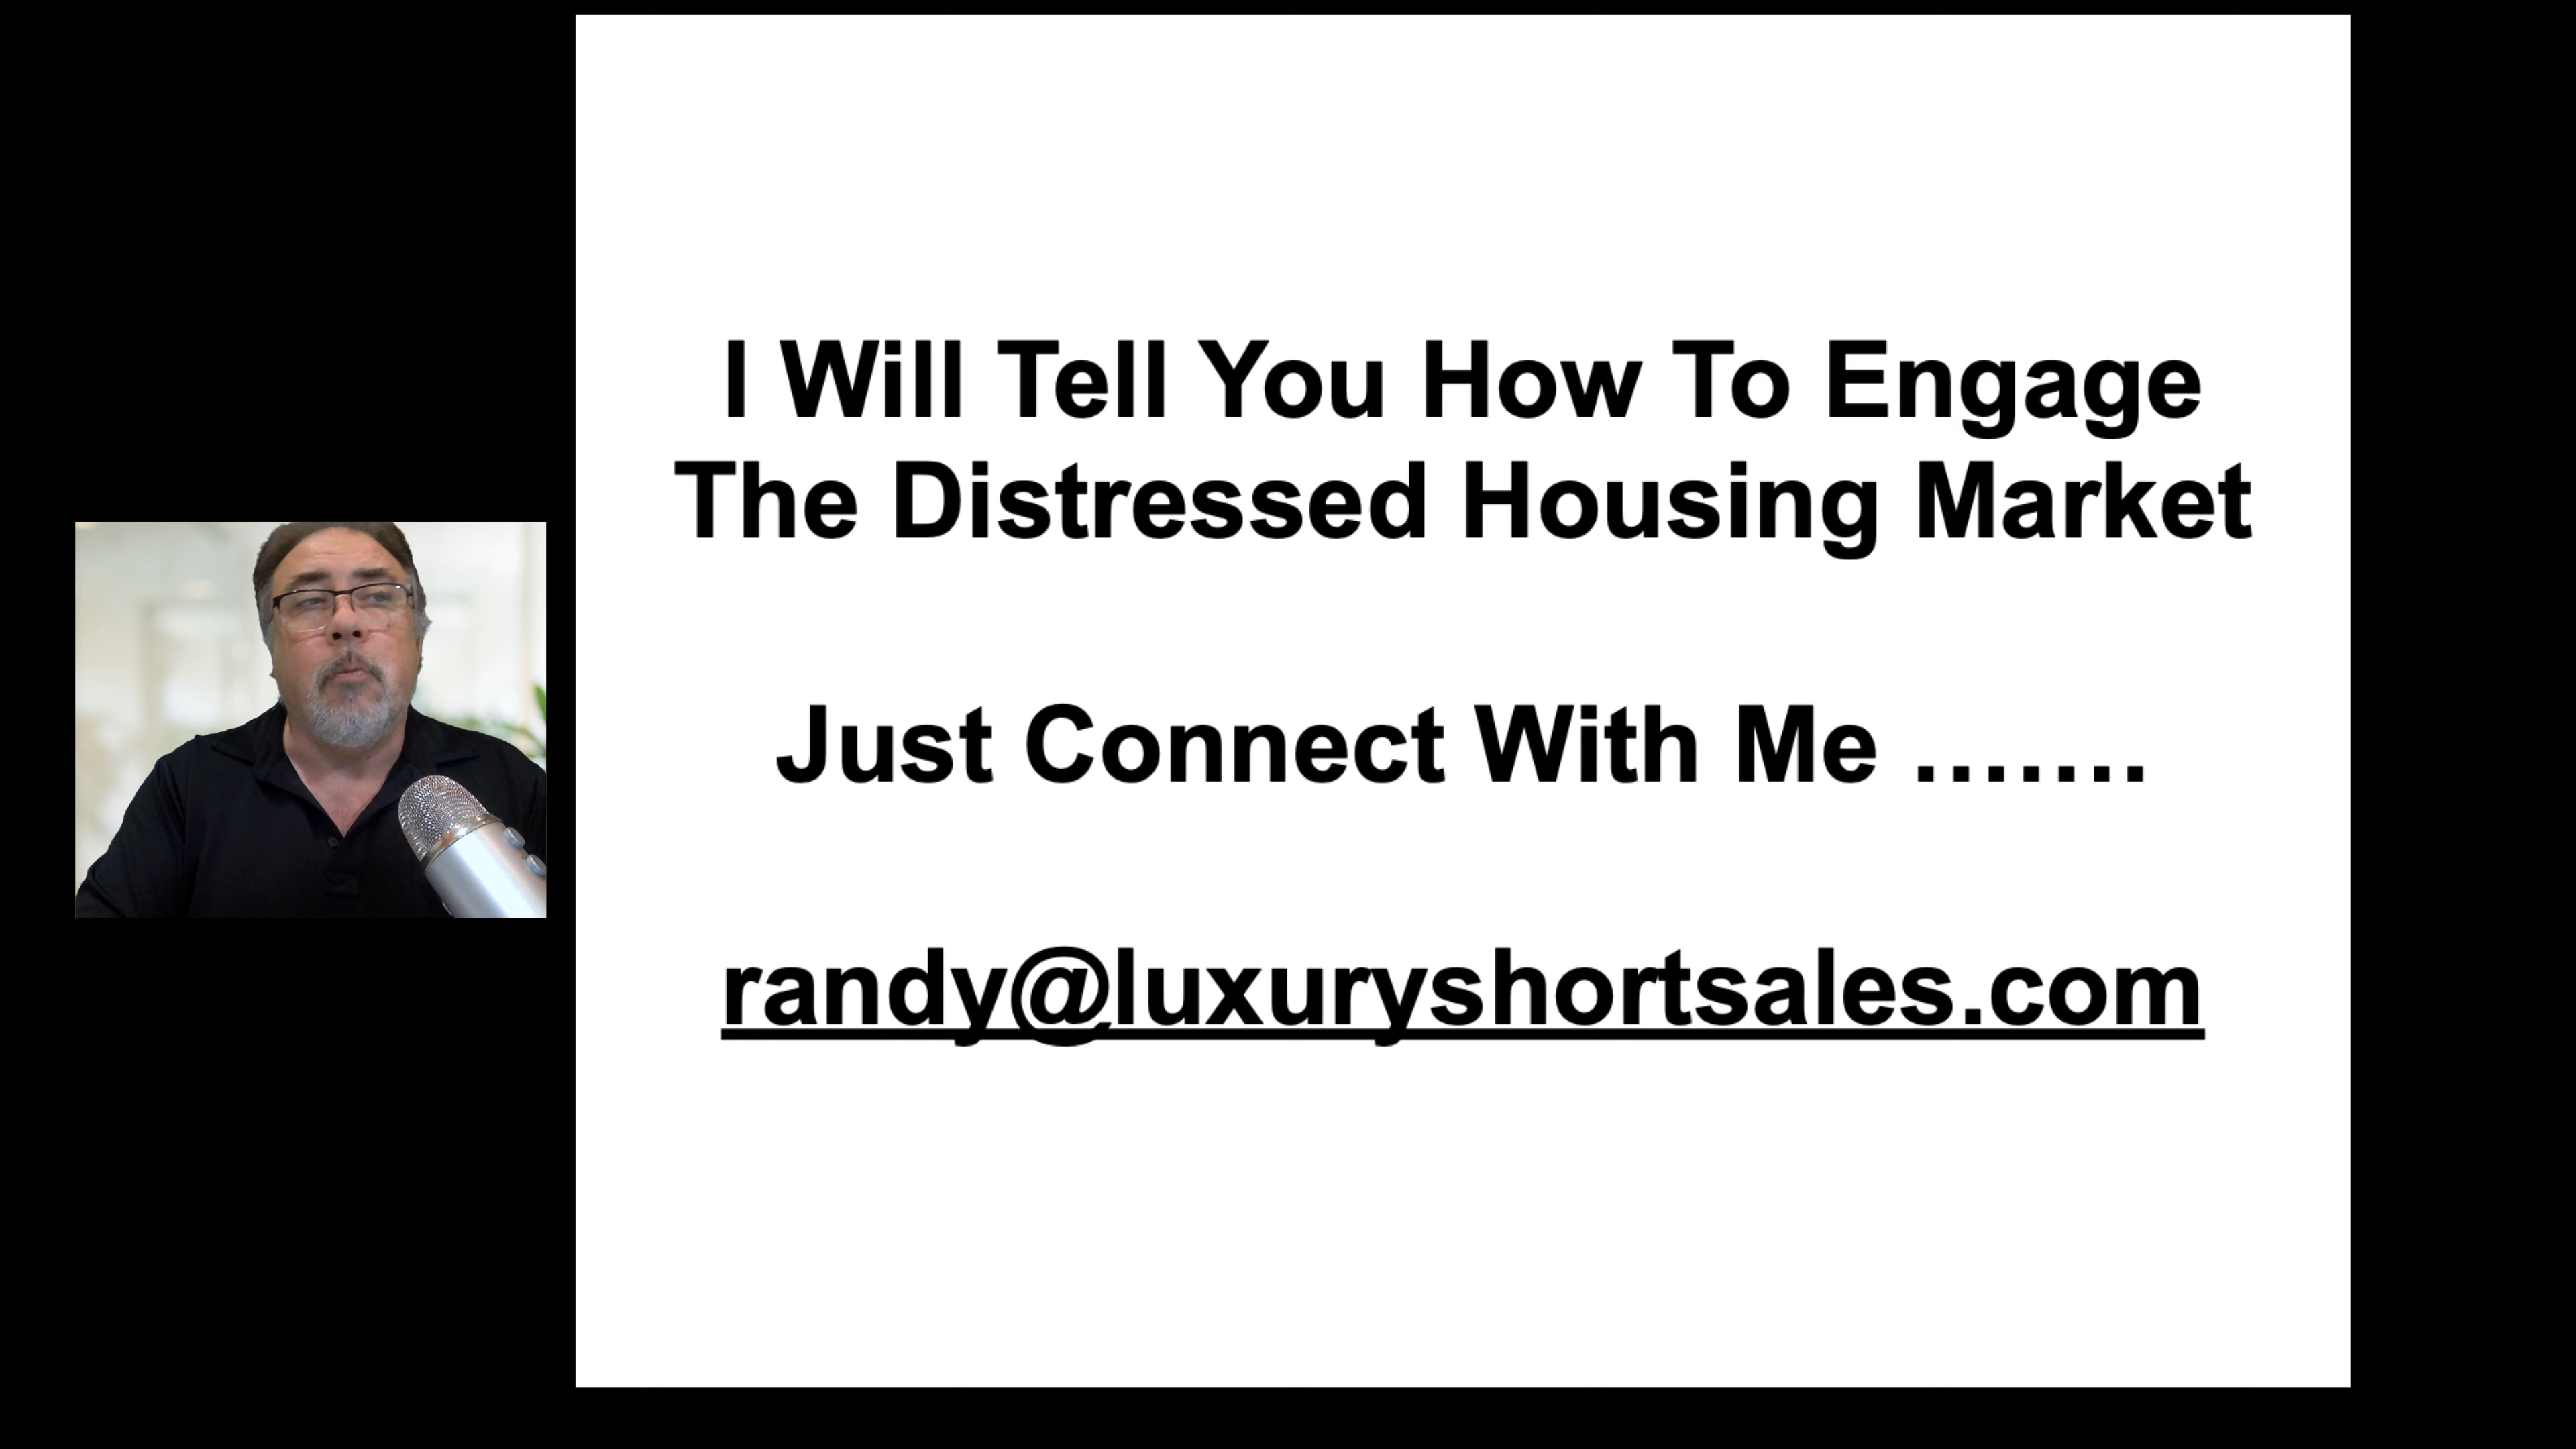 I Will Tell You How To Engage
The Distressed Housing Market
Just Connect With Me .......
randy@luxuryshortsales.com